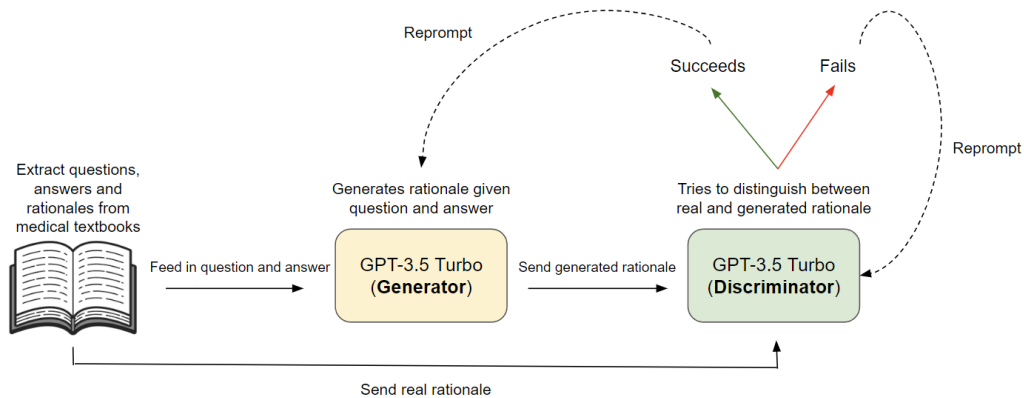 Reprompt
Succeeds
Fails
Reprompt
Extract questions,
answers and
rationales from
medical textbooks
Generates rationale given
question and answer
Tries to distinguish between
real and generated rationale
Feed in question and answer
GPT-3.5 Turbo
(Generator)
Send generated rationale
GPT-3.5 Turbo
(Discriminator)
Send real rationale